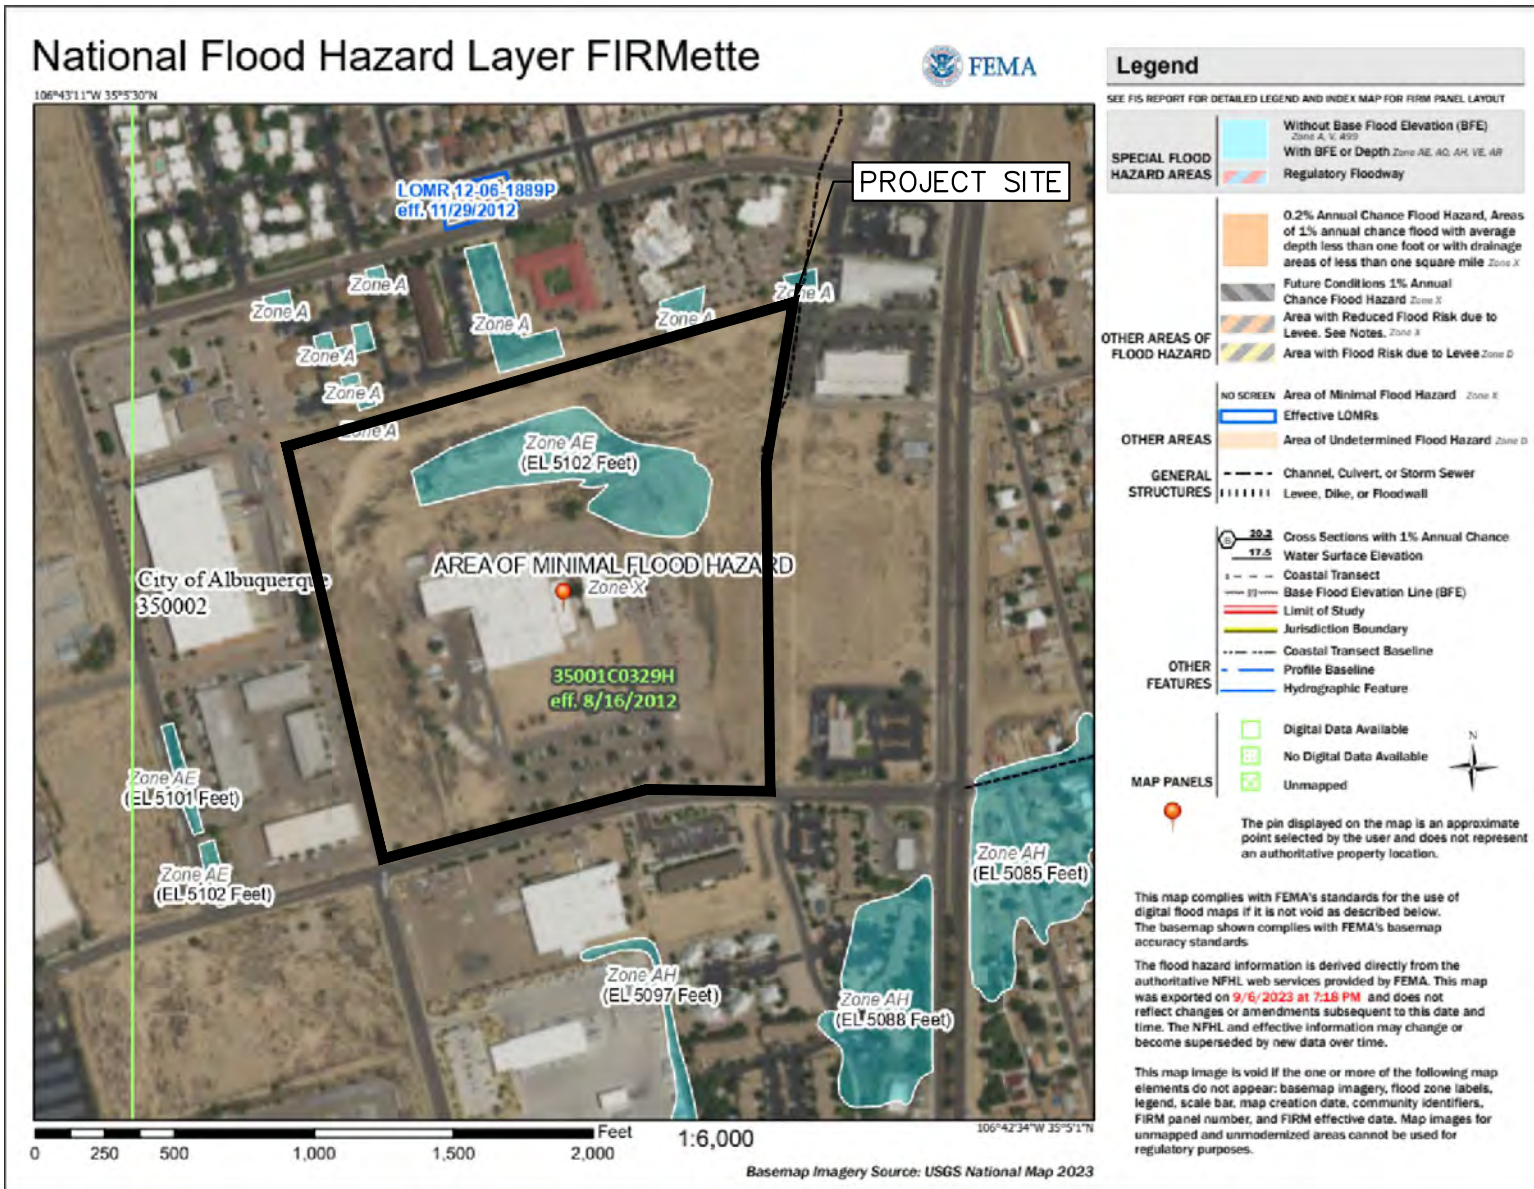 National Flood Hazard Layer FIRMette
FEMA
106°43'11"W 35°5'30"N
LOMR 12-06-1889P
eff. 11/29/2012
PROJECT SITE
Zone A
Zone A
Zone A
Zone A
Zone A
Zone A
Zone A
Zone A
Zone AE
(EL 5102 Feet)
AREA OF MINIMAL FLOOD HAZARD
Zone X
City of Albuquerque
350002
35001C0329H
eff. 8/16/2012
Zone AE
(EL 5101 Feet)
Zone AE
(EL 5102 Feet)
Zone AH
(EL 5085 Feet)
Zone AH
(EL 5097 Feet)
Zone AH
(EL 5088 Feet)
106°42'34"W 35°5'1"N
Feet
1:6,000
0 250 500 1,000 1,500 2,000
Basemap Imagery Source: USGS National Map 2023
Legend
SEE FIS REPORT FOR DETAILED LEGEND AND INDEX MAP FOR FIRM PANEL LAYOUT
SPECIAL FLOOD
HAZARD AREAS
Without Base Flood Elevation (BFE)
Zone A, V, A99
With BFE or Depth Zone AE, AO, AH, VE, AR
Regulatory Floodway
OTHER AREAS OF
FLOOD HAZARD
0.2% Annual Chance Flood Hazard, Areas
of 1% annual chance flood with average
depth less than one foot or with drainage
areas of less than one square mile Zone X
Future Conditions 1% Annual
Chance Flood Hazard Zone X
Area with Reduced Flood Risk due to
Levee. See Notes. Zone X
Area with Flood Risk due to Levee Zone D
OTHER AREAS
NO SCREEN Area of Minimal Flood Hazard Zone X
Effective LOMRs
Area of Undetermined Flood Hazard Zone D
GENERAL
STRUCTURES
Channel, Culvert, or Storm Sewer
Levee, Dike, or Floodwall
OTHER
FEATURES
20.2 Cross Sections with 1% Annual Chance
17.5 Water Surface Elevation
Coastal Transect
Base Flood Elevation Line (BFE)
Limit of Study
Jurisdiction Boundary
Coastal Transect Baseline
Profile Baseline
Hydrographic Feature
MAP PANELS
Digital Data Available
No Digital Data Available
Unmapped
N
The pin displayed on the map is an approximate
point selected by the user and does not represent
an authoritative property location.
This map complies with FEMA's standards for the use of
digital flood maps if it is not void as described below.
The basemap shown complies with FEMA's basemap
accuracy standards
The flood hazard information is derived directly from the
authoritative NFHL web services provided by FEMA. This map
was exported on 9/6/2023 at 7:18 PM and does not
reflect changes or amendments subsequent to this date and
time. The NFHL and effective information may change or
become superseded by new data over time.
This map image is void if the one or more of the following map
elements do not appear: basemap imagery, flood zone labels,
legend, scale bar, map creation date, community identifiers,
FIRM panel number, and FIRM effective date. Map images for
unmapped and unmodernized areas cannot be used for
regulatory purposes.